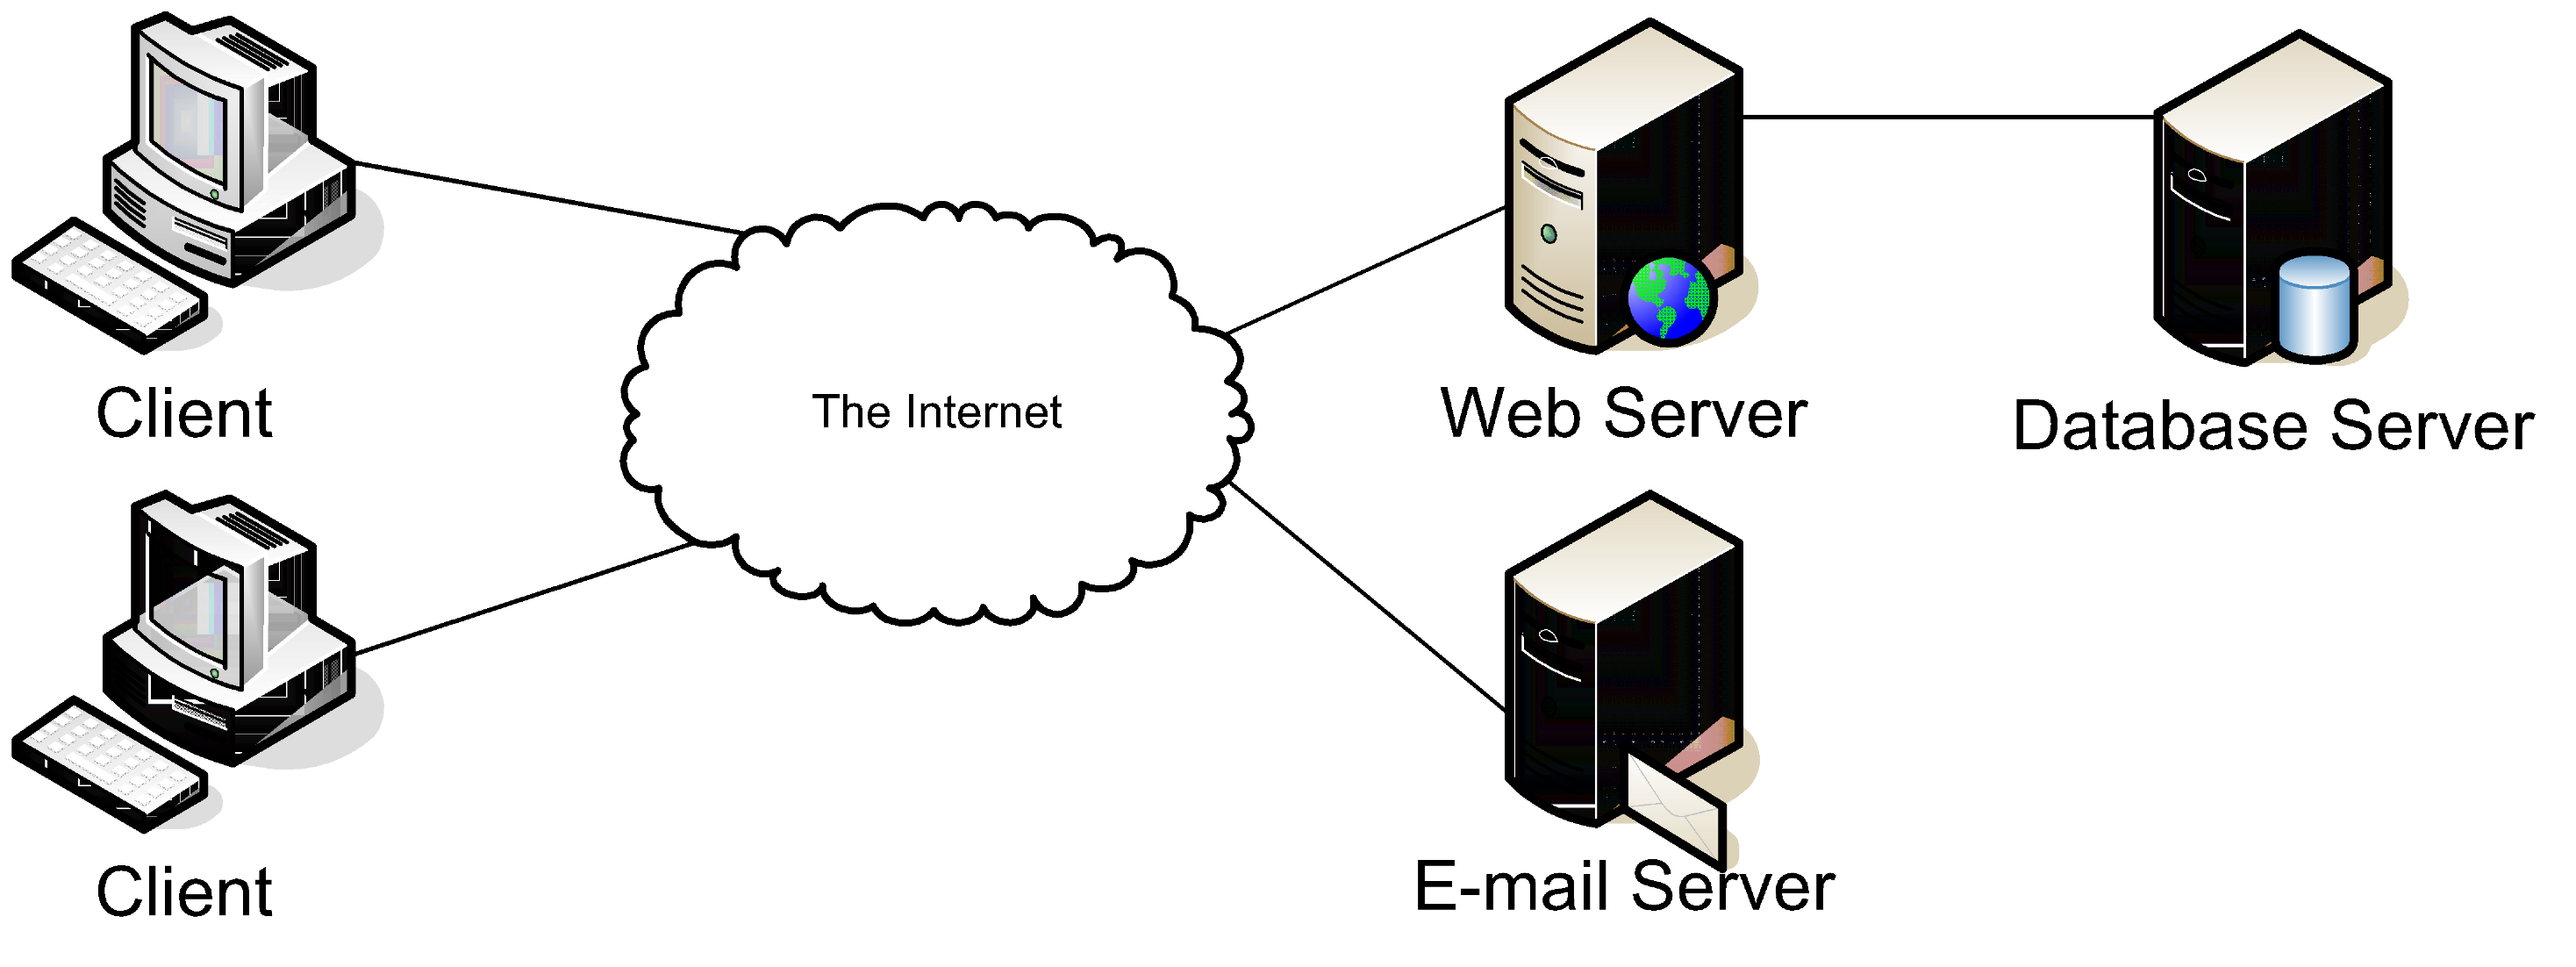 Client
The Internet
Web Server
Database Server
Client
E-mail Server